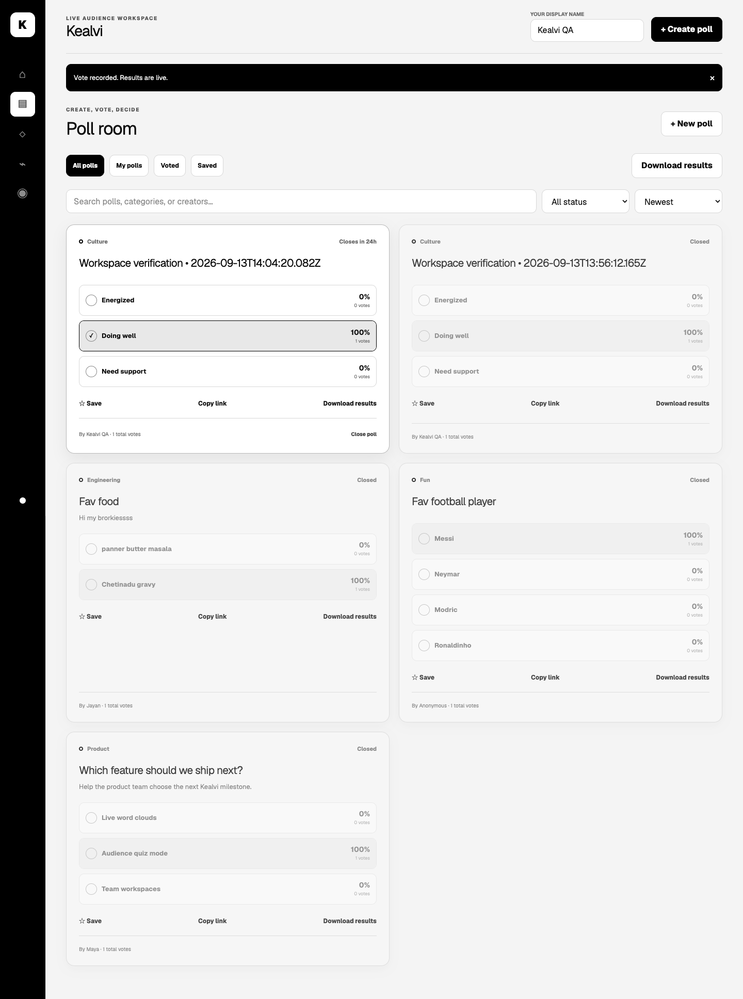 K
LIVE AUDIENCE WORKSPACE
Kealvi
YOUR DISPLAY NAME
Kealvi QA
+ Create poll
Vote recorded. Results are live.
×
CREATE, VOTE, DECIDE
Poll room
+ New poll
All polls
My polls
Voted
Saved
Download results
Search polls, categories, or creators...
All status
Newest
Culture
Closes in 24h
Workspace verification • 2026-09-13T14:04:20.082Z
Energized
0%
0 votes
✓
Doing well
100%
1 votes
Need support
0%
0 votes
☆ Save
Copy link
Download results
By Kealvi QA · 1 total votes
Close poll
Culture
Closed
Workspace verification • 2026-09-13T13:56:12.165Z
Energized
0%
0 votes
Doing well
100%
1 votes
Need support
0%
0 votes
☆ Save
Copy link
Download results
By Kealvi QA · 1 total votes
Engineering
Closed
Fav food
Hi my brorkiessss
panner butter masala
0%
0 votes
Chetinadu gravy
100%
1 votes
☆ Save
Copy link
Download results
By Jayan · 1 total votes
Fun
Closed
Fav football player
Messi
100%
1 votes
Neymar
0%
0 votes
Modric
0%
0 votes
Ronaldinho
0%
0 votes
☆ Save
Copy link
Download results
By Anonymous · 1 total votes
Product
Closed
Which feature should we ship next?
Help the product team choose the next Kealvi milestone.
Live word clouds
0%
0 votes
Audience quiz mode
100%
1 votes
Team workspaces
0%
0 votes
☆ Save
Copy link
Download results
By Maya · 1 total votes